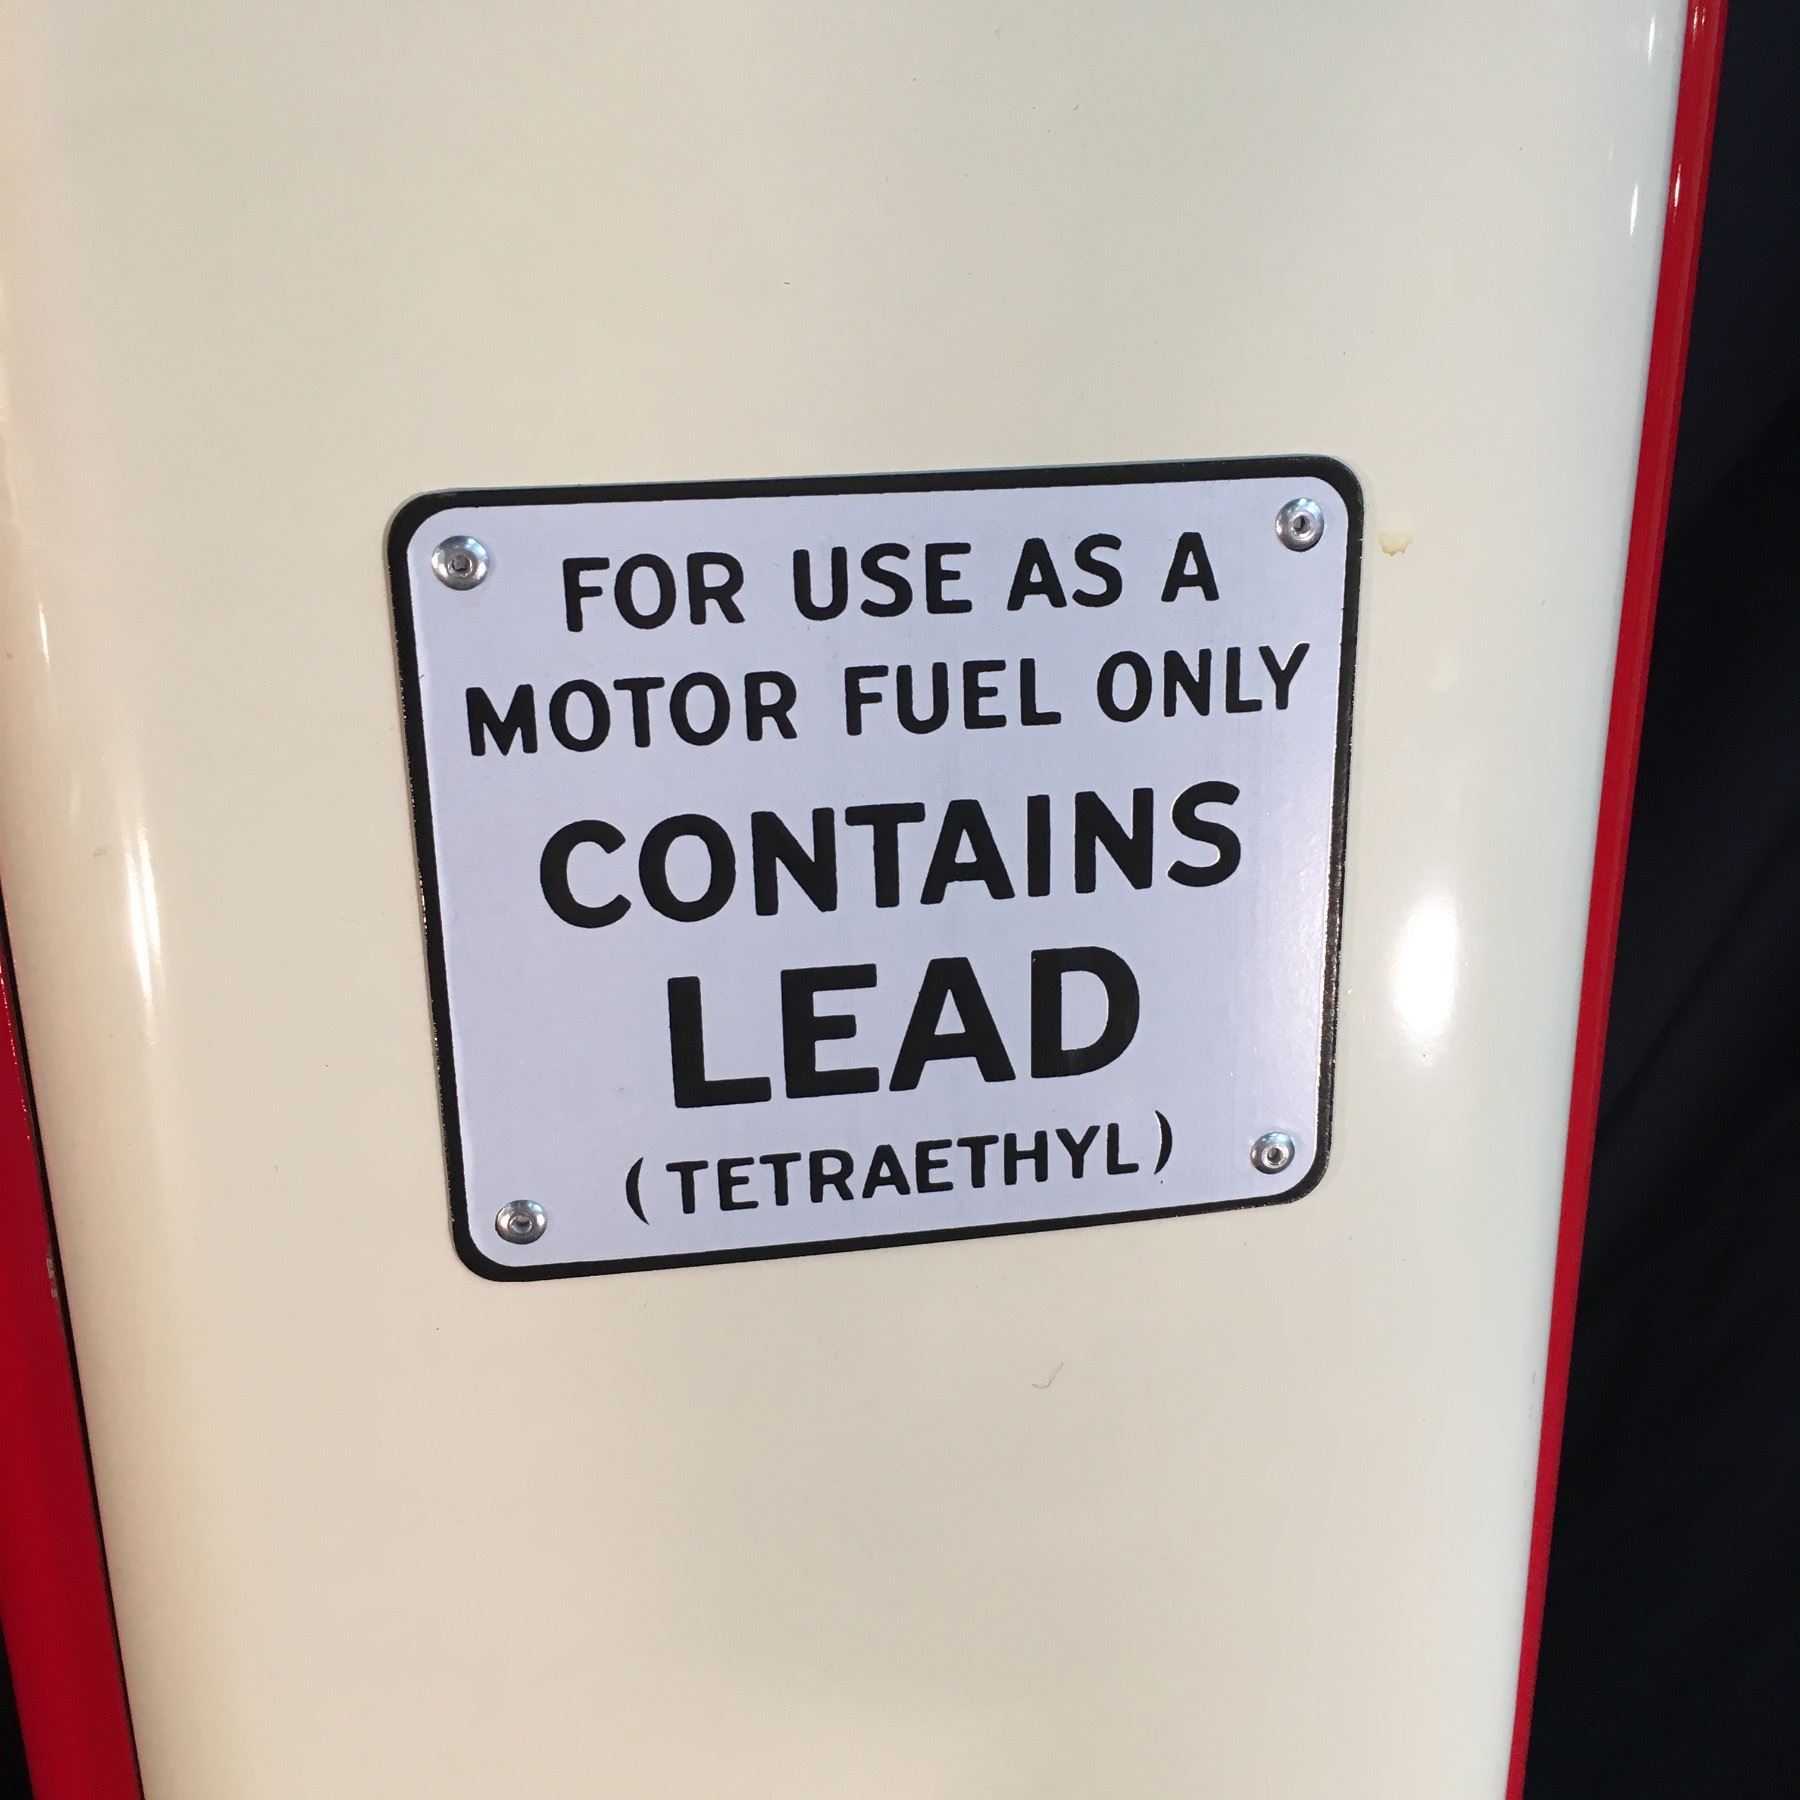 FOR USE AS A
MOTOR FUEL ONLY
CONTAINS
LEAD
(TETRAETHYL)